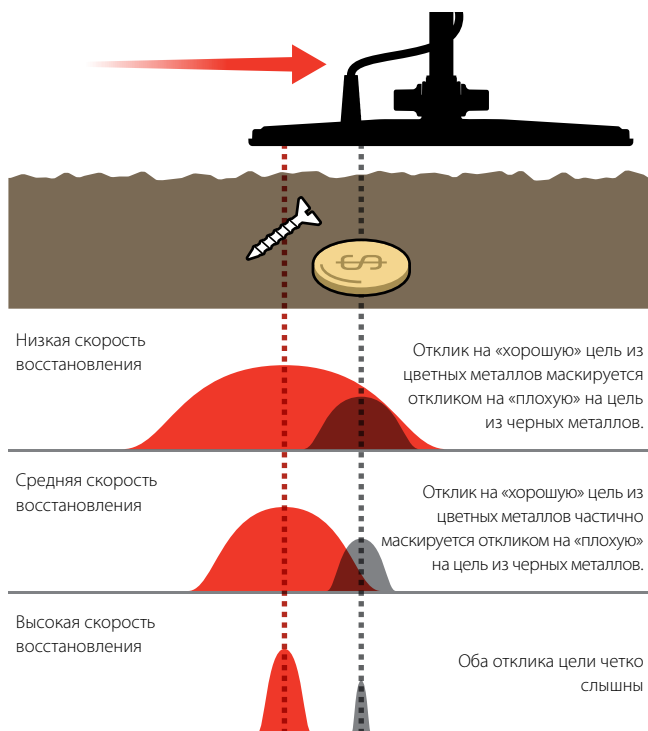 Низкая скорость
восстановления
Отклик на «хорошую» цель из
цветных металлов маскируется
откликом на «плохую» на цель
из черных металлов.
Средняя скорость
восстановления
Отклик на «хорошую» цель из
цветных металлов частично
маскируется откликом на «плохую»
на цель из черных металлов.
Высокая скорость
восстановления
Оба отклика цели четко
слышны